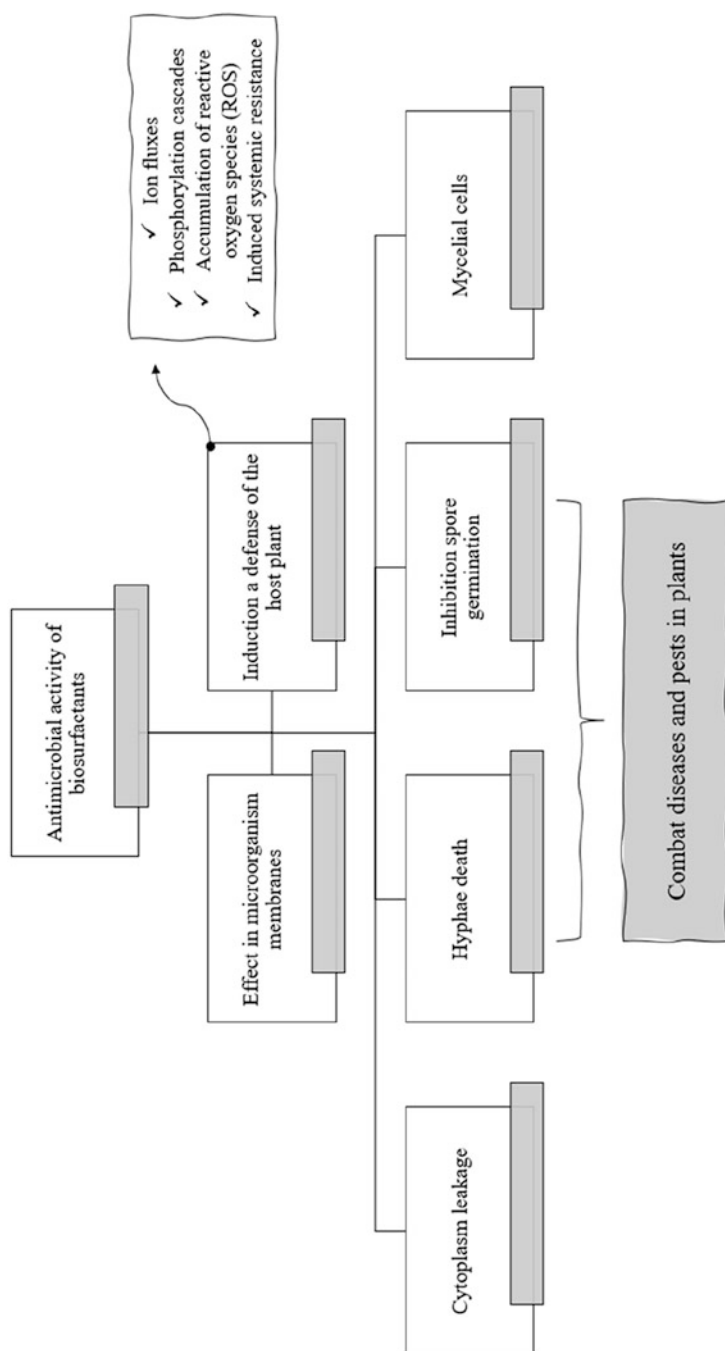 Antimicrobial activity of
biosurfactants
Effect in microorganism
membranes
Induction a defense of the
host plant
✓ Ion fluxes
✓ Phosphorylation cascades
✓ Accumulation of reactive
oxygen species (ROS)
✓ Induced systemic resistance
Cytoplasm leakage
Hyphae death
Inhibition spore
germination
Mycelial cells
Combat diseases and pests in plants